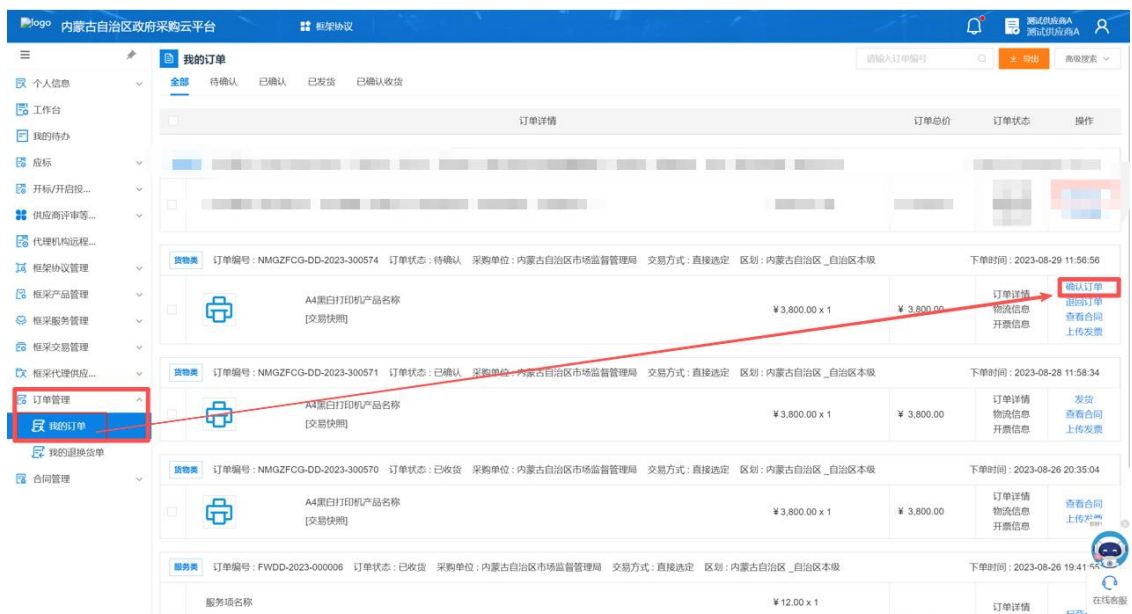 logo 内蒙古自治区政府采购云平台 框架协议 测试供应商A
测试供应商A
我的订单 请输入订单编号 导出 高级搜索
全部 待确认 已确认 已发货 已确认收货
个人信息
工作台
我的待办
应标
开标/开启投...
供应商评审等...
代理机构远程...
框架协议管理
框采产品管理
框采服务管理
框采交易管理
框采代理供应...
订单管理
我的订单
我的退换货单
合同管理
订单详情 订单总价 订单状态 操作
货物类 订单编号：NMGZFCG-DD-2023-300574 订单状态：待确认 采购单位：内蒙古自治区市场监督管理局 交易方式：直接选定 区划：内蒙古自治区_自治区本级 下单时间：2023-08-29 11:56:56
A4黑白打印机产品名称
[交易快照]
¥3,800.00 x 1 ¥ 3,800.00
订单详情
物流信息
开票信息
确认订单
退回订单
查看合同
上传发票
货物类 订单编号：NMGZFCG-DD-2023-300571 订单状态：已确认 采购单位：内蒙古自治区市场监督管理局 交易方式：直接选定 区划：内蒙古自治区_自治区本级 下单时间：2023-08-28 11:58:34
A4黑白打印机产品名称
[交易快照]
¥3,800.00 x 1 ¥ 3,800.00
订单详情
物流信息
开票信息
发货
查看合同
上传发票
货物类 订单编号：NMGZFCG-DD-2023-300570 订单状态：已收货 采购单位：内蒙古自治区市场监督管理局 交易方式：直接选定 区划：内蒙古自治区_自治区本级 下单时间：2023-08-26 20:35:04
A4黑白打印机产品名称
[交易快照]
¥3,800.00 x 1 ¥ 3,800.00
订单详情
物流信息
开票信息
查看合同
上传发票
服务类 订单编号：FWDD-2023-000006 订单状态：已收货 采购单位：内蒙古自治区市场监督管理局 交易方式：直接选定 区划：内蒙古自治区_自治区本级 下单时间：2023-08-26 19:41:55
服务项名称 ¥12.00 x 1 订单详情
在线客服